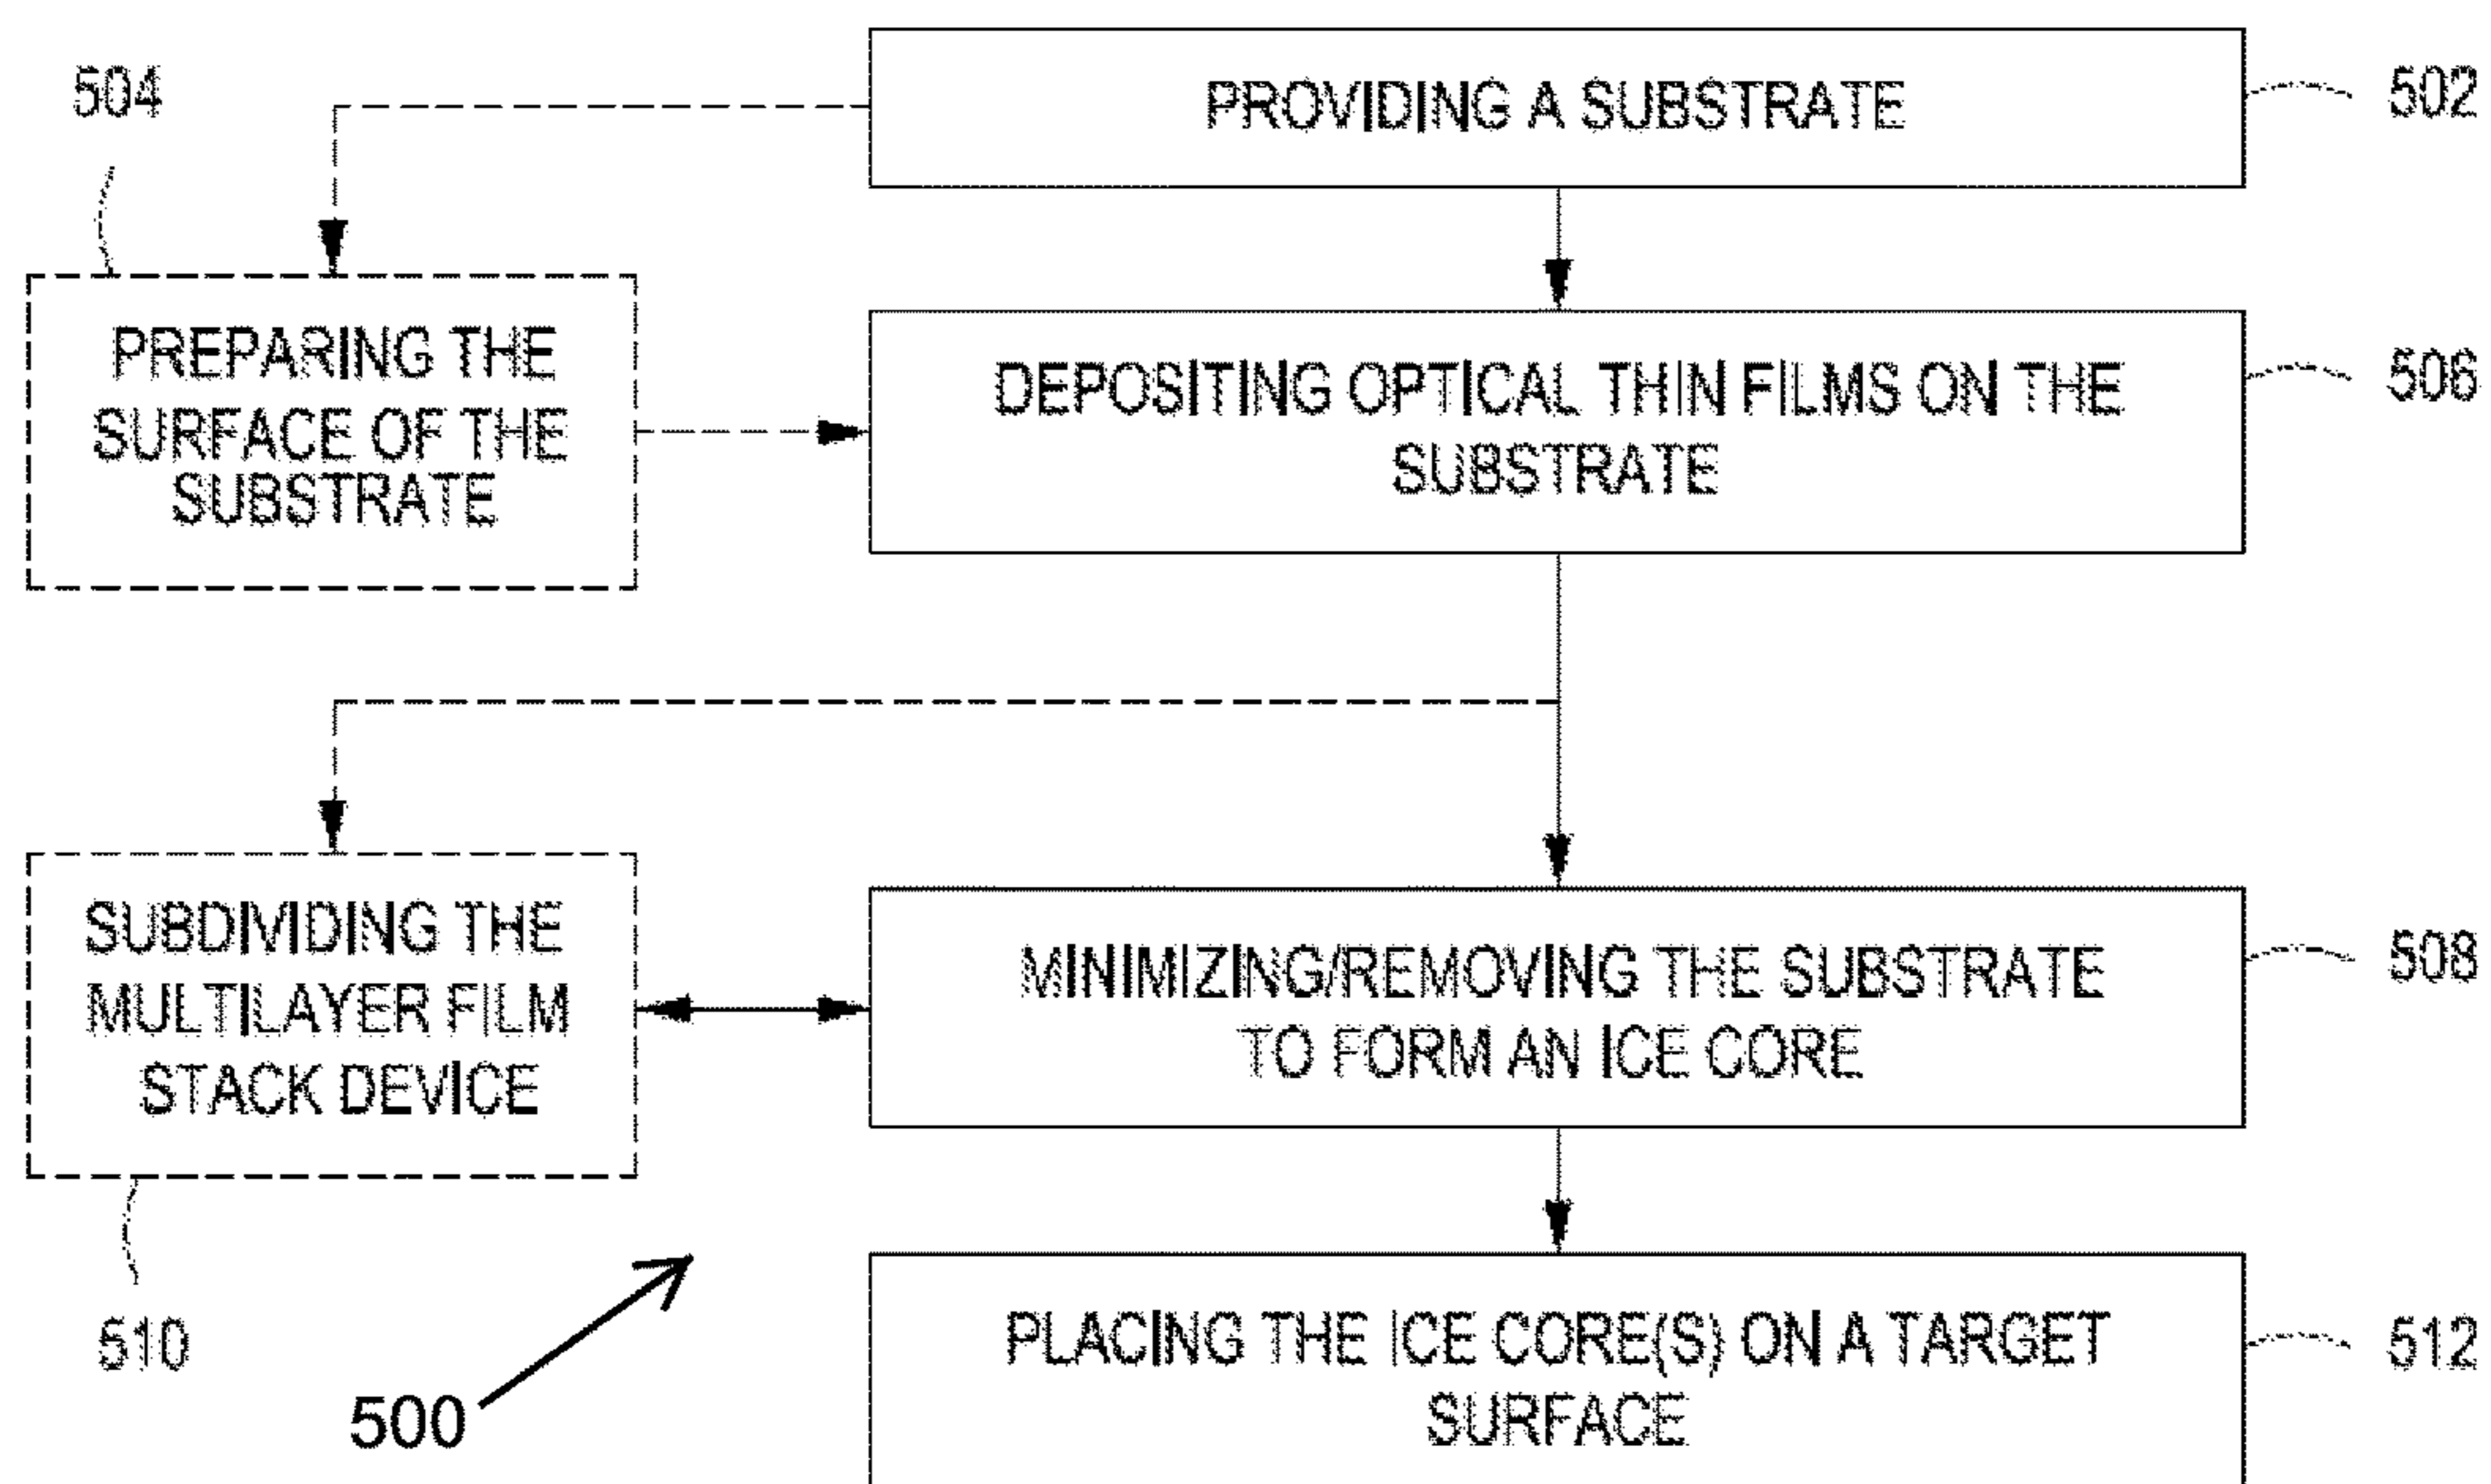 504
PROVIDING A SUBSTRATE
502
PREPARING THE
SURFACE OF THE
SUBSTRATE
DEPOSITING OPTICAL THIN FILMS ON THE
SUBSTRATE
506
SUBDIVIDING THE
MULTILAYER FILM
STACK DEVICE
MINIMIZING/REMOVING THE SUBSTRATE
TO FORM AN ICE CORE
508
510
500
PLACING THE ICE CORE(S) ON A TARGET
SURFACE
512